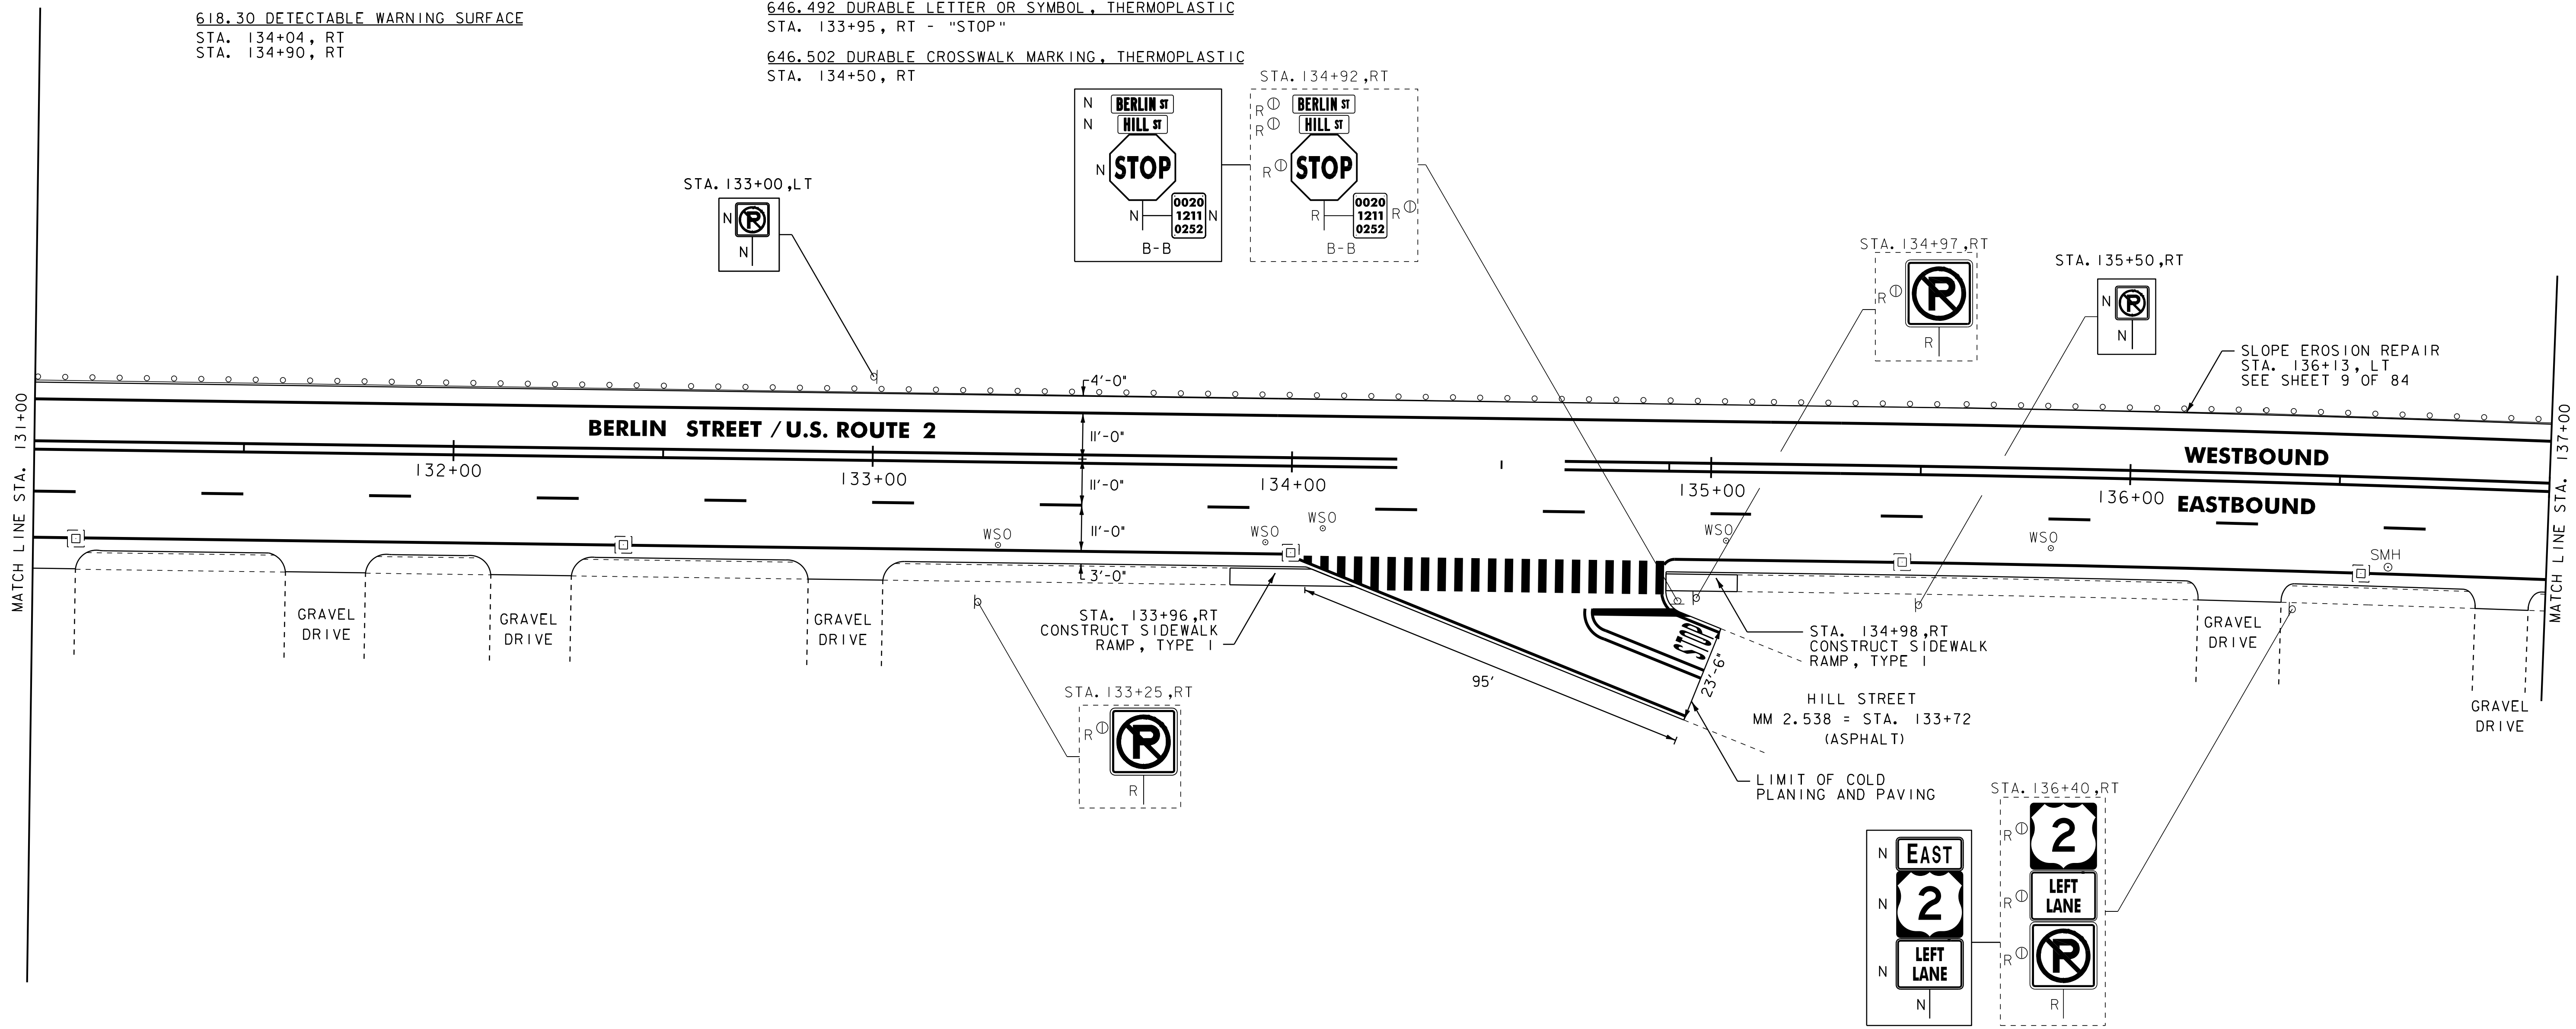 618.30 DETECTABLE WARNING SURFACE
STA. 134+04, RT
STA. 134+90, RT
646.492 DURABLE LETTER OR SYMBOL, THERMOPLASTIC
STA. 133+95, RT - "STOP"
646.502 DURABLE CROSSWALK MARKING, THERMOPLASTIC
STA. 134+50, RT
STA. 134+92, RT
N BERLIN ST
N HILL ST
N STOP
N 0020 N
1211
0252
B-B
R BERLIN ST
R HILL ST
R STOP
R 0020 R
1211
0252
B-B
STA. 133+00, LT
N P
N
STA. 134+97, RT
R P
R
STA. 135+50, RT
N P
N
SLOPE EROSION REPAIR
STA. 136+13, LT
SEE SHEET 9 OF 84
MATCH LINE STA. 131+00
MATCH LINE STA. 137+00
4'-0"
11'-0"
11'-0"
11'-0"
3'-0"
BERLIN STREET / U.S. ROUTE 2
WESTBOUND
EASTBOUND
132+00
133+00
134+00
135+00
136+00
WSO
WSO
WSO
WSO
WSO
SMH
GRAVEL
DRIVE
GRAVEL
DRIVE
GRAVEL
DRIVE
STA. 133+96, RT
CONSTRUCT SIDEWALK
RAMP, TYPE 1
STOP
STA. 134+98, RT
CONSTRUCT SIDEWALK
RAMP, TYPE 1
GRAVEL
DRIVE
GRAVEL
DRIVE
95'
23'-6"
HILL STREET
MM 2.538 = STA. 133+72
(ASPHALT)
LIMIT OF COLD
PLANING AND PAVING
STA. 133+25, RT
R P
R
STA. 136+40, RT
N EAST
N 2
N LEFT
LANE
N
R 2
R LEFT
LANE
R P
R